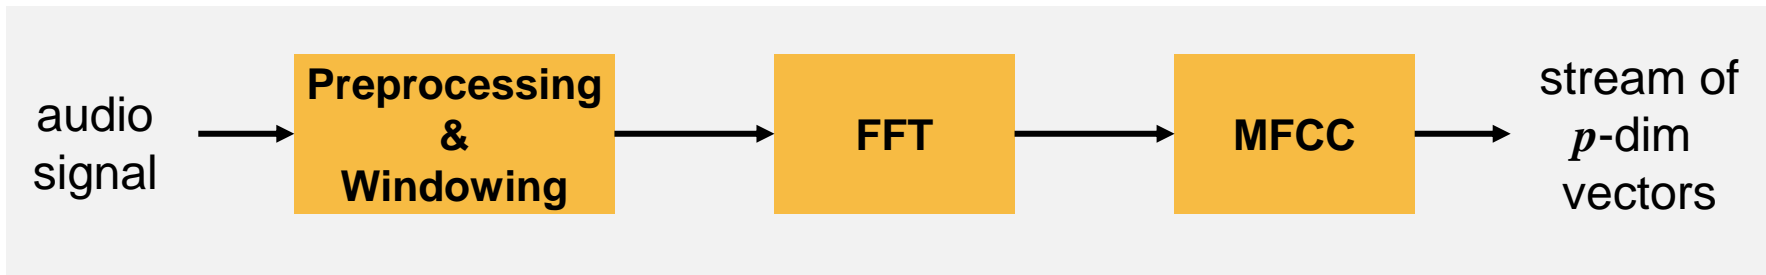 audio
signal
Preprocessing
&
Windowing
FFT
MFCC
stream of
p-dim
vectors